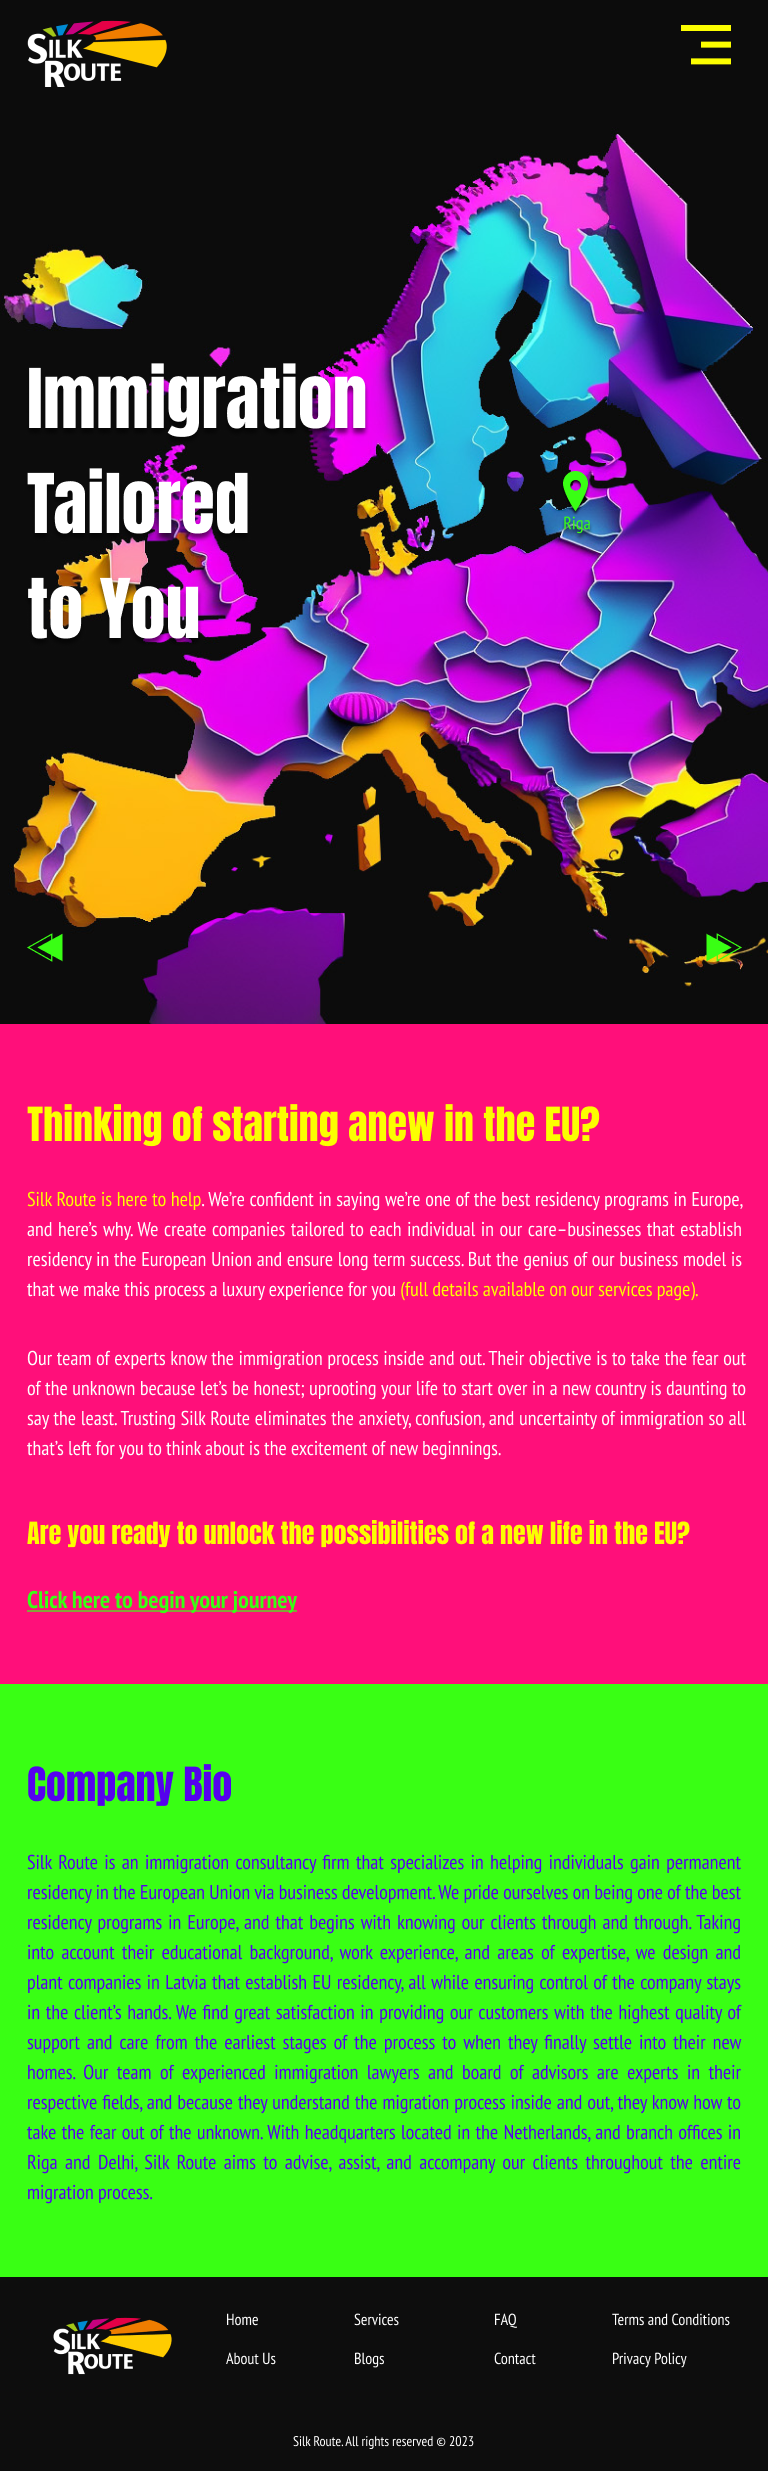 SILK
ROUTE
Immigration
Tailored
to You
Riga
Thinking of starting anew in the EU?
Silk Route is here to help. We're confident in saying we're one of the best residency programs in Europe,
and here's why. We create companies tailored to each individual in our care–businesses that establish
residency in the European Union and ensure long term success. But the genius of our business model is
that we make this process a luxury experience for you (full details available on our services page).
Our team of experts know the immigration process inside and out. Their objective is to take the fear out
of the unknown because let's be honest; uprooting your life to start over in a new country is daunting to
say the least. Trusting Silk Route eliminates the anxiety, confusion, and uncertainty of immigration so all
that's left for you to think about is the excitement of new beginnings.
Are you ready to unlock the possibilities of a new life in the EU?
Click here to begin your journey
Company Bio
Silk Route is an immigration consultancy firm that specializes in helping individuals gain permanent
residency in the European Union via business development. We pride ourselves on being one of the best
residency programs in Europe, and that begins with knowing our clients through and through. Taking
into account their educational background, work experience, and areas of expertise, we design and
plant companies in Latvia that establish EU residency, all while ensuring control of the company stays
in the client's hands. We find great satisfaction in providing our customers with the highest quality of
support and care from the earliest stages of the process to when they finally settle into their new
homes. Our team of experienced immigration lawyers and board of advisors are experts in their
respective fields, and because they understand the migration process inside and out, they know how to
take the fear out of the unknown. With headquarters located in the Netherlands, and branch offices in
Riga and Delhi, Silk Route aims to advise, assist, and accompany our clients throughout the entire
migration process.
SILK
ROUTE
Home Services FAQ Terms and Conditions
About Us Blogs Contact Privacy Policy
Silk Route. All rights reserved © 2023